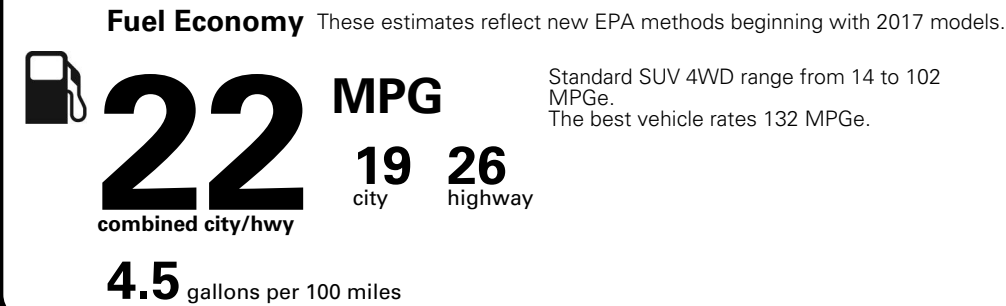 Fuel Economy These estimates reflect new EPA methods beginning with 2017 models.
22 MPG
Standard SUV 4WD range from 14 to 102
MPGe.
The best vehicle rates 132 MPGe.
19 26
city highway
combined city/hwy
4.5 gallons per 100 miles